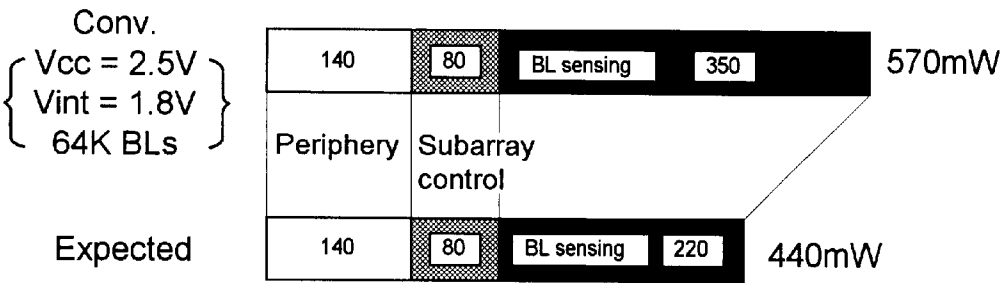 Conv.
Vcc = 2.5V
Vint = 1.8V
64K BLs
140
80
BL sensing
350
570mW
Periphery
Subarray
control
Expected
140
80
BL sensing
220
440mW